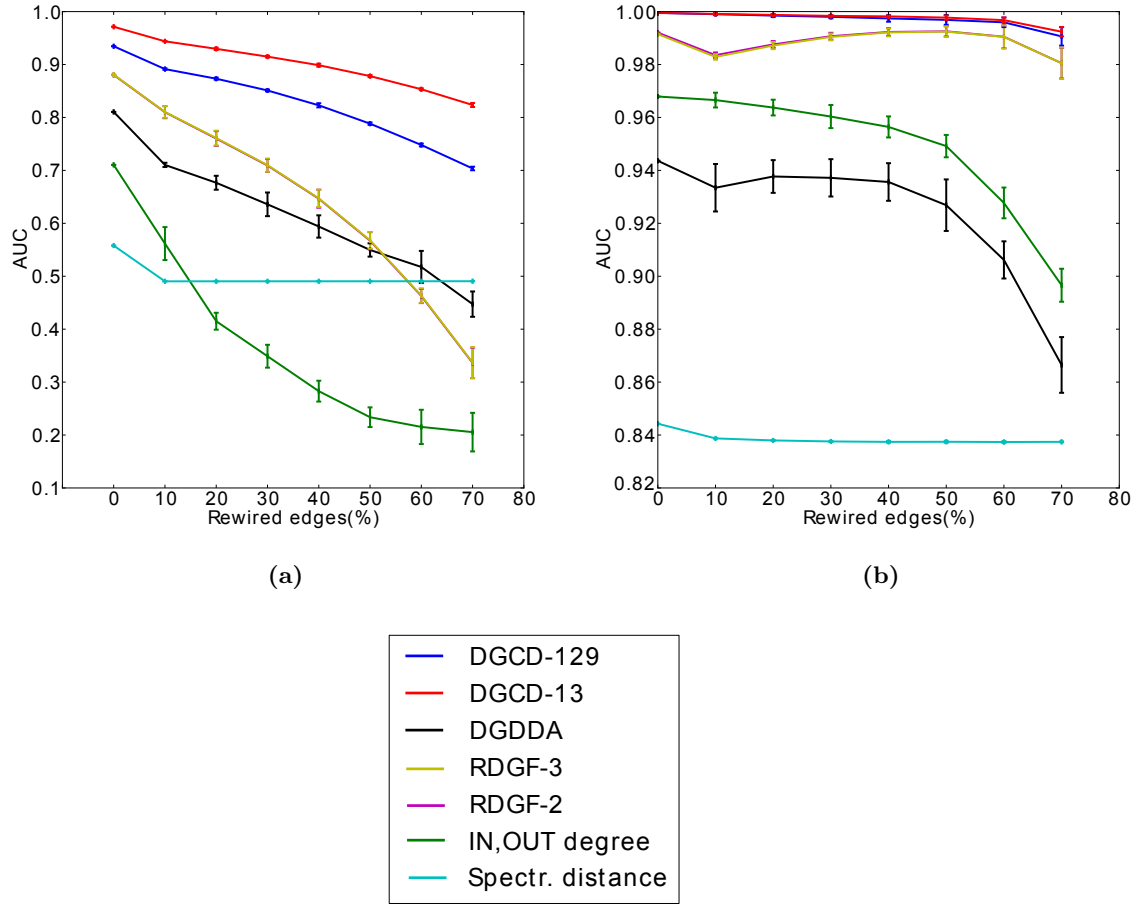 1.0
0.9
0.8
0.7
0.6
0.5
0.4
0.3
0.2
0.1
AUC
0 10 20 30 40 50 60 70 80
Rewired edges(%)
(a)
1.00
0.98
0.96
0.94
0.92
0.90
0.88
0.86
0.84
0.82
AUC
0 10 20 30 40 50 60 70 80
Rewired edges(%)
(b)
DGCD-129
DGCD-13
DGDDA
RDGF-3
RDGF-2
IN,OUT degree
Spectr. distance